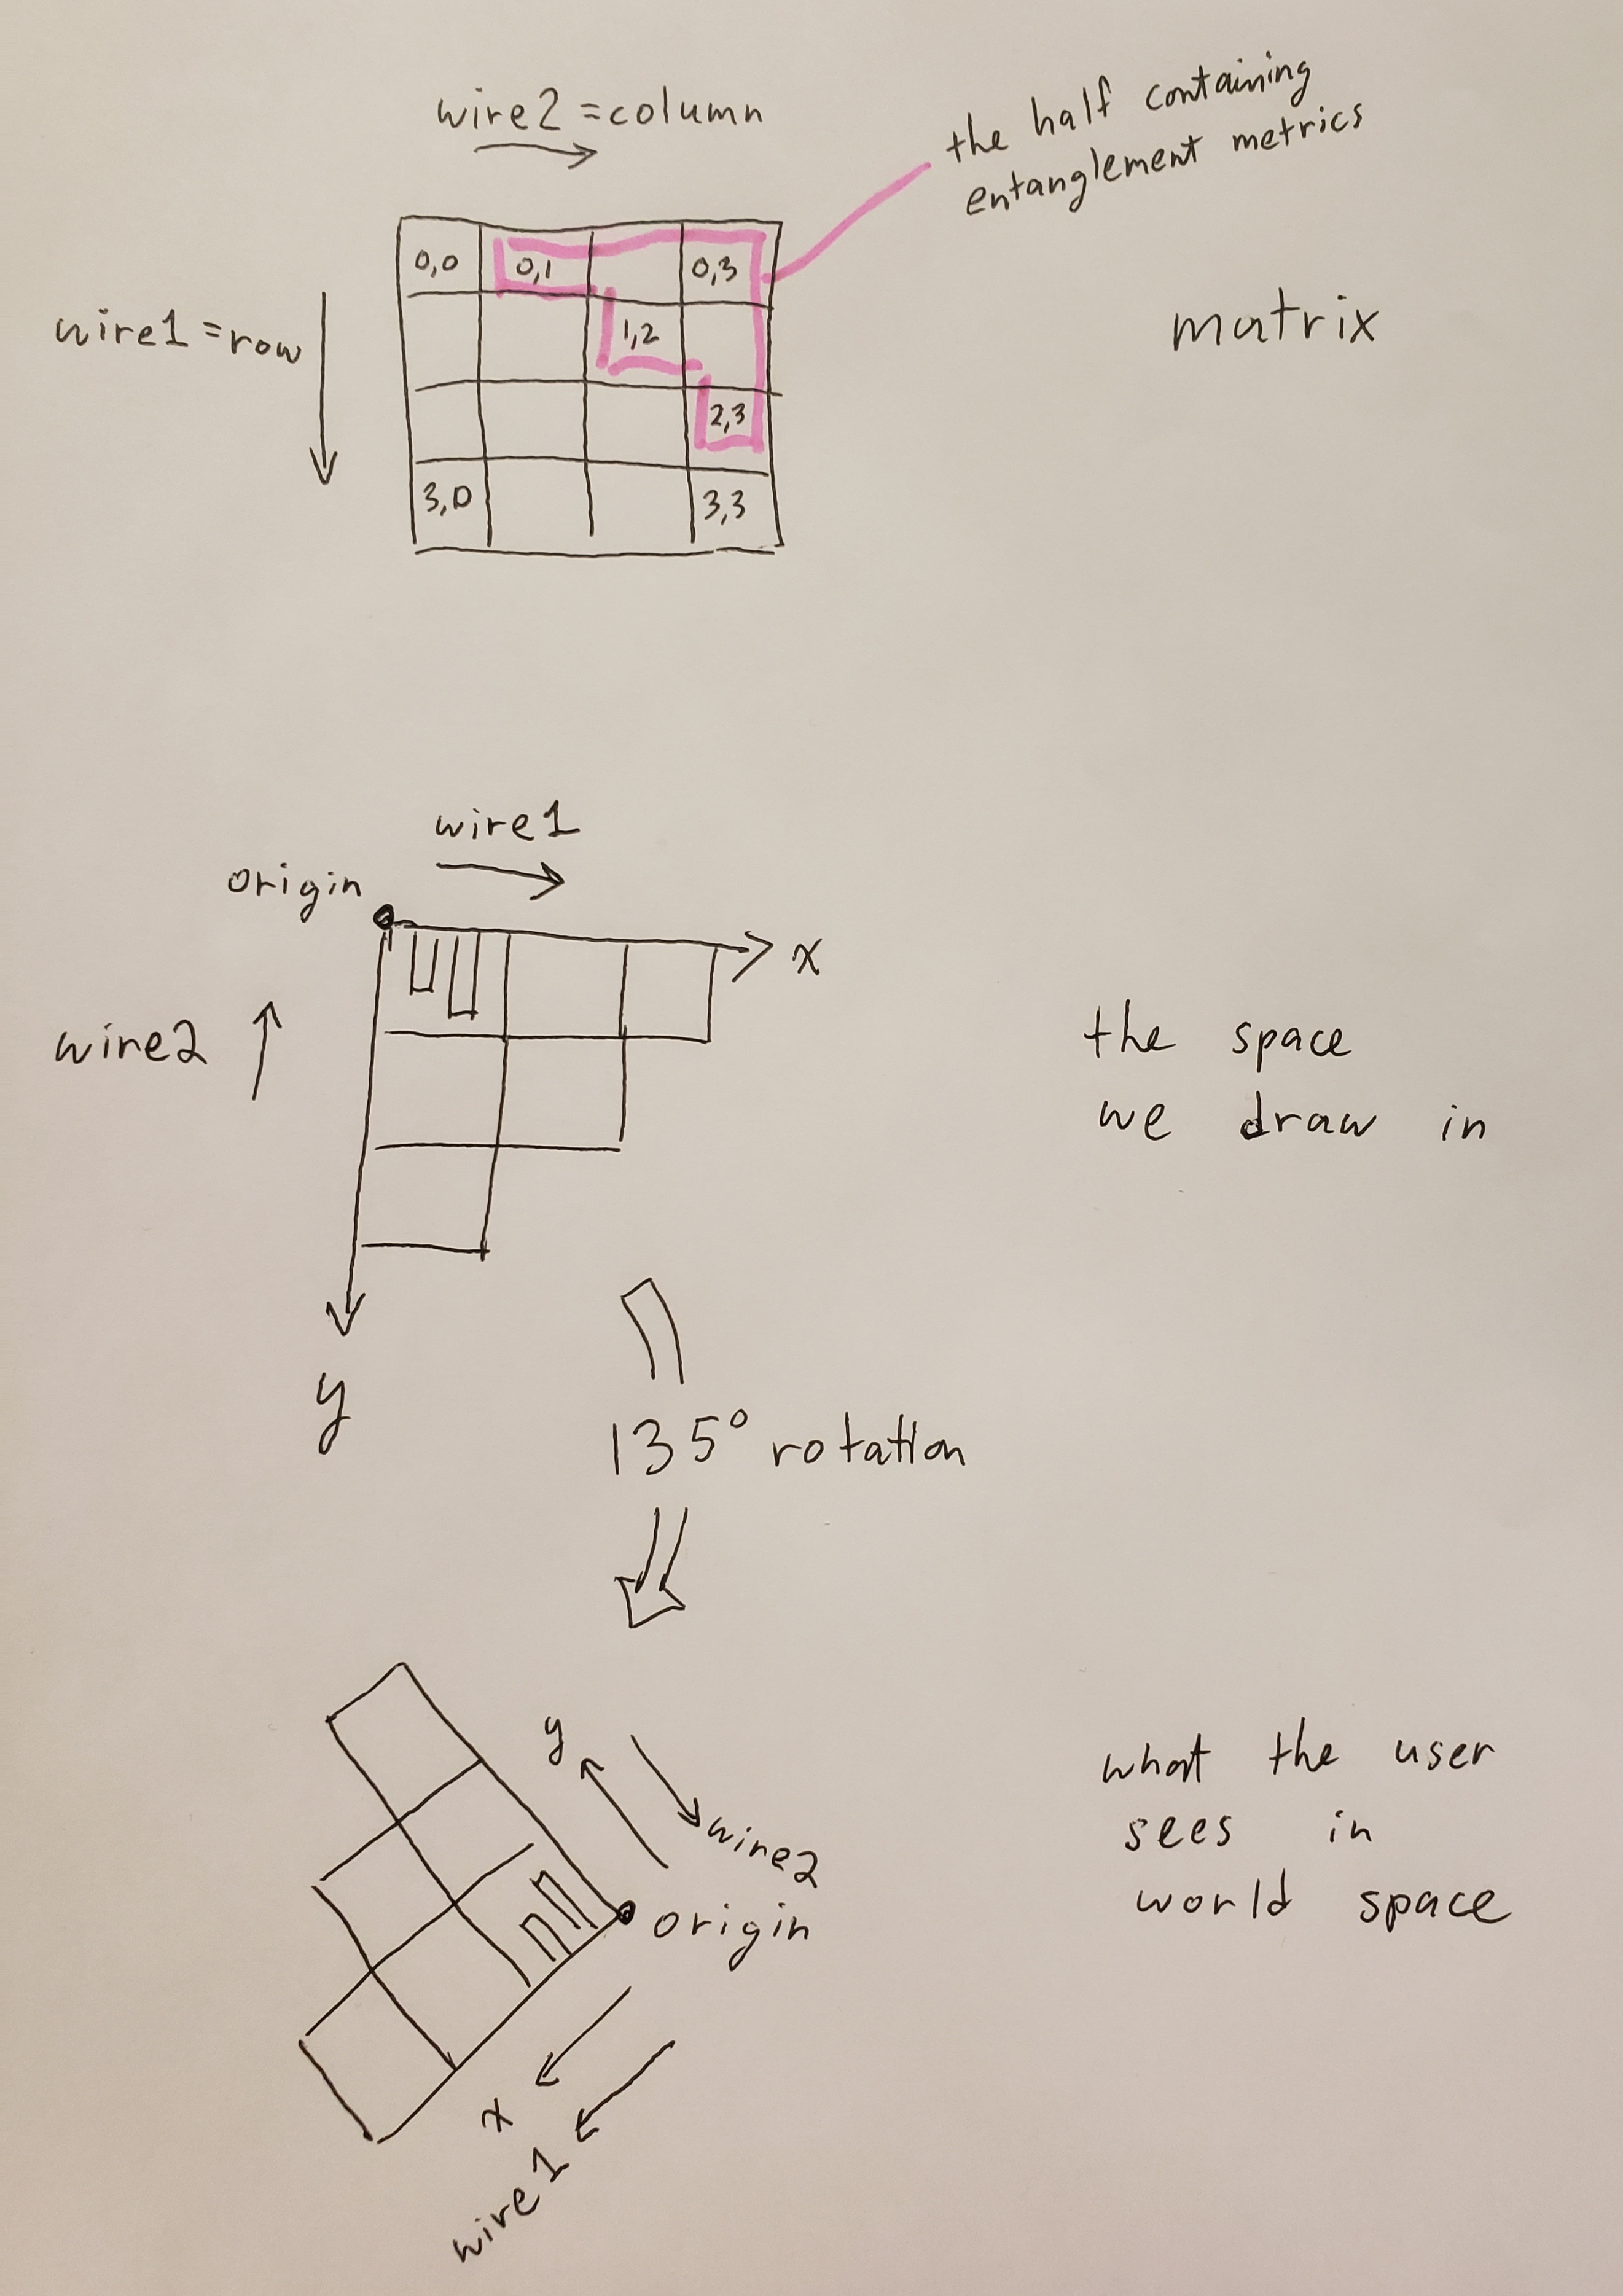 wire2 = column
the half containing
entanglement metrics
0,0 0,1 0,3
wire1 = row
1,2
matrix
2,3
3,0 3,3
wire1
origin
x
wire2
the space
we draw in
y
135° rotation
y
what the user
sees in
world space
wire2
origin
x
wire1